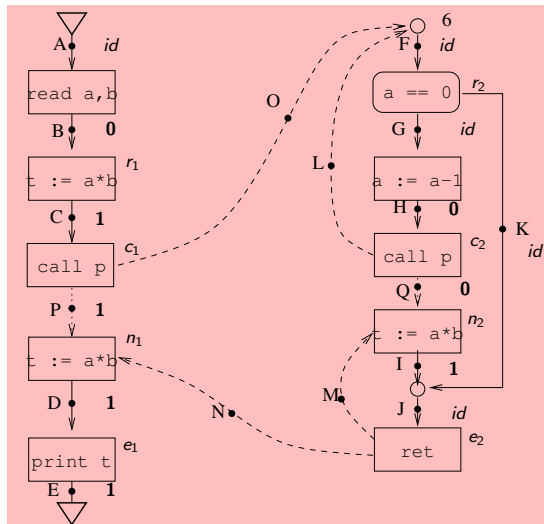 A id
read a,b
B 0
r1
t := a*b
C 1
c1
call p
P 1
n1
t := a*b
D 1
e1
print t
E 1
O
L
N
M
6
F id
r2
a == 0
G id
a := a-1
H 0
K
id
c2
call p
Q 0
n2
t := a*b
I 1
J id
e2
ret